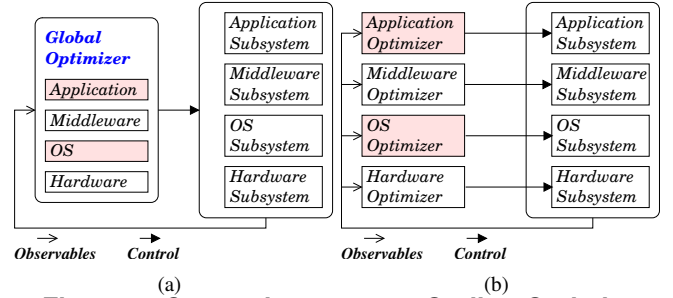 Global
Optimizer
Application
Middleware
OS
Hardware
Application
Subsystem
Middleware
Subsystem
OS
Subsystem
Hardware
Subsystem
Observables
Control
(a)
Application
Optimizer
Middleware
Optimizer
OS
Optimizer
Hardware
Optimizer
Application
Subsystem
Middleware
Subsystem
OS
Subsystem
Hardware
Subsystem
Observables
Control
(b)